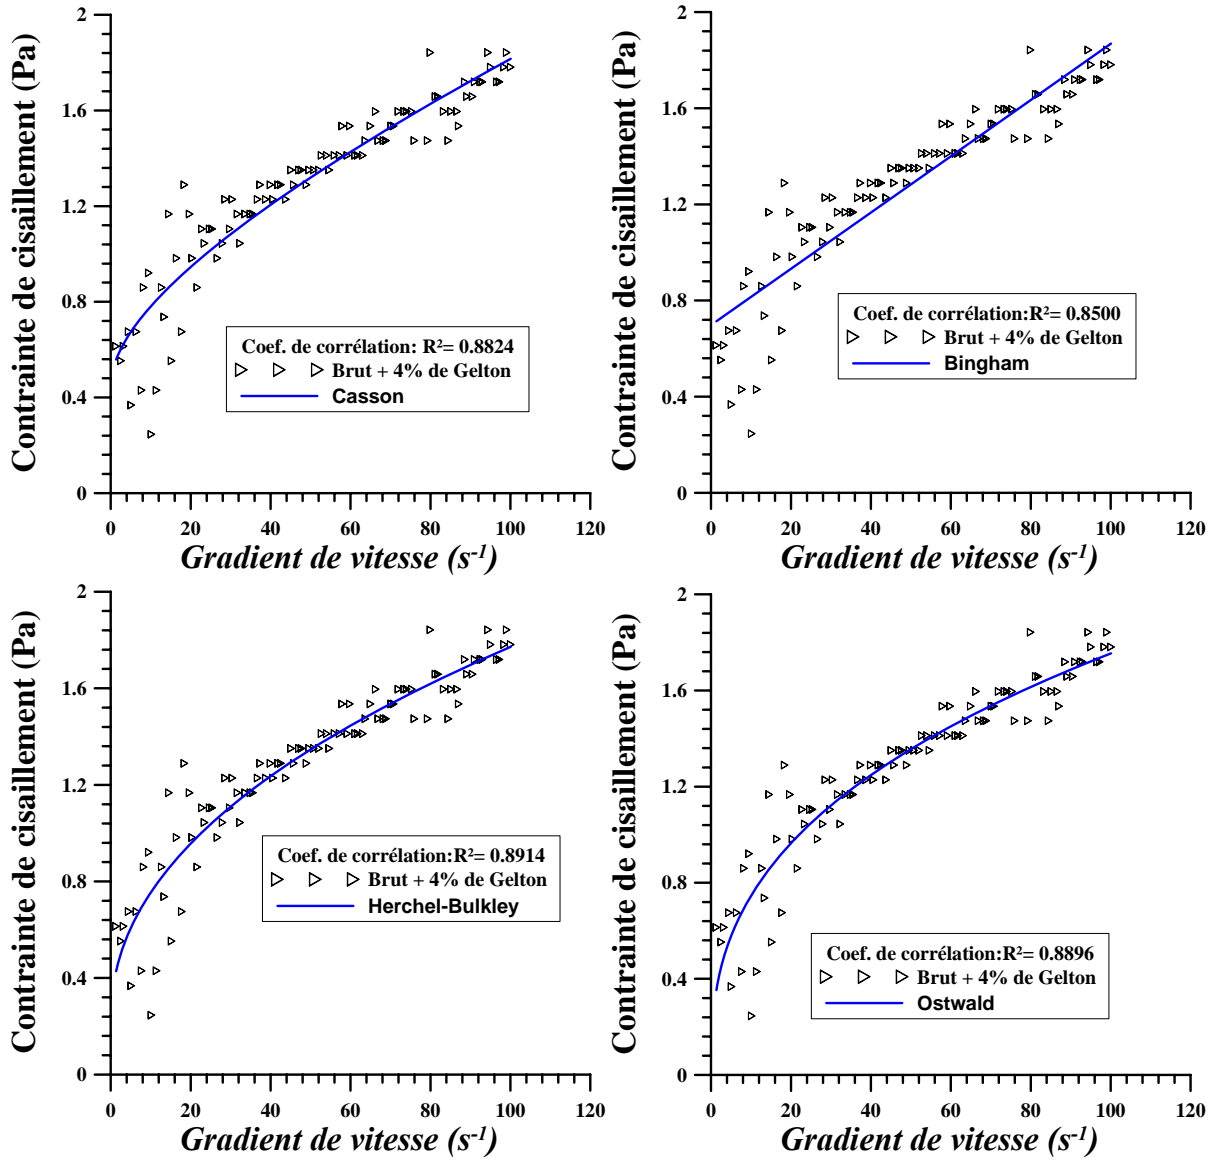 2
1.6
1.2
0.8
0.4
0
Contrainte de cisaillement (Pa)
Coef. de corrélation: R²= 0.8824
Brut + 4% de Gelton
Casson
0 20 40 60 80 100 120
Gradient de vitesse (s⁻¹)
2
1.6
1.2
0.8
0.4
0
Contrainte de cisaillement (Pa)
Coef. de corrélation:R²= 0.8500
Brut + 4% de Gelton
Bingham
0 20 40 60 80 100 120
Gradient de vitesse (s⁻¹)
2
1.6
1.2
0.8
0.4
0
Contrainte de cisaillement (Pa)
Coef. de corrélation:R²= 0.8914
Brut + 4% de Gelton
Herchel-Bulkley
0 20 40 60 80 100 120
Gradient de vitesse (s⁻¹)
2
1.6
1.2
0.8
0.4
0
Contrainte de cisaillement (Pa)
Coef. de corrélation:R²= 0.8896
Brut + 4% de Gelton
Ostwald
0 20 40 60 80 100 120
Gradient de vitesse (s⁻¹)